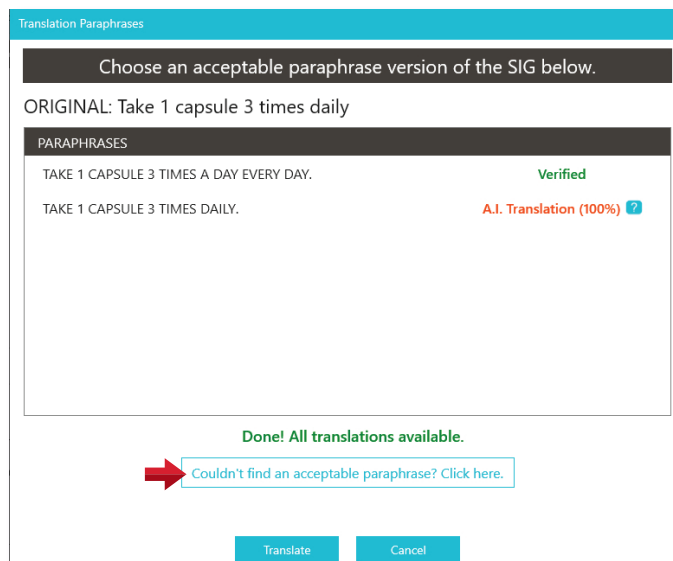 Translation Paraphrases
Choose an acceptable paraphrase version of the SIG below.
ORIGINAL: Take 1 capsule 3 times daily
PARAPHRASES
TAKE 1 CAPSULE 3 TIMES A DAY EVERY DAY. Verified
TAKE 1 CAPSULE 3 TIMES DAILY. A.I. Translation (100%) ?
Done! All translations available.
Couldn't find an acceptable paraphrase? Click here.
Translate Cancel